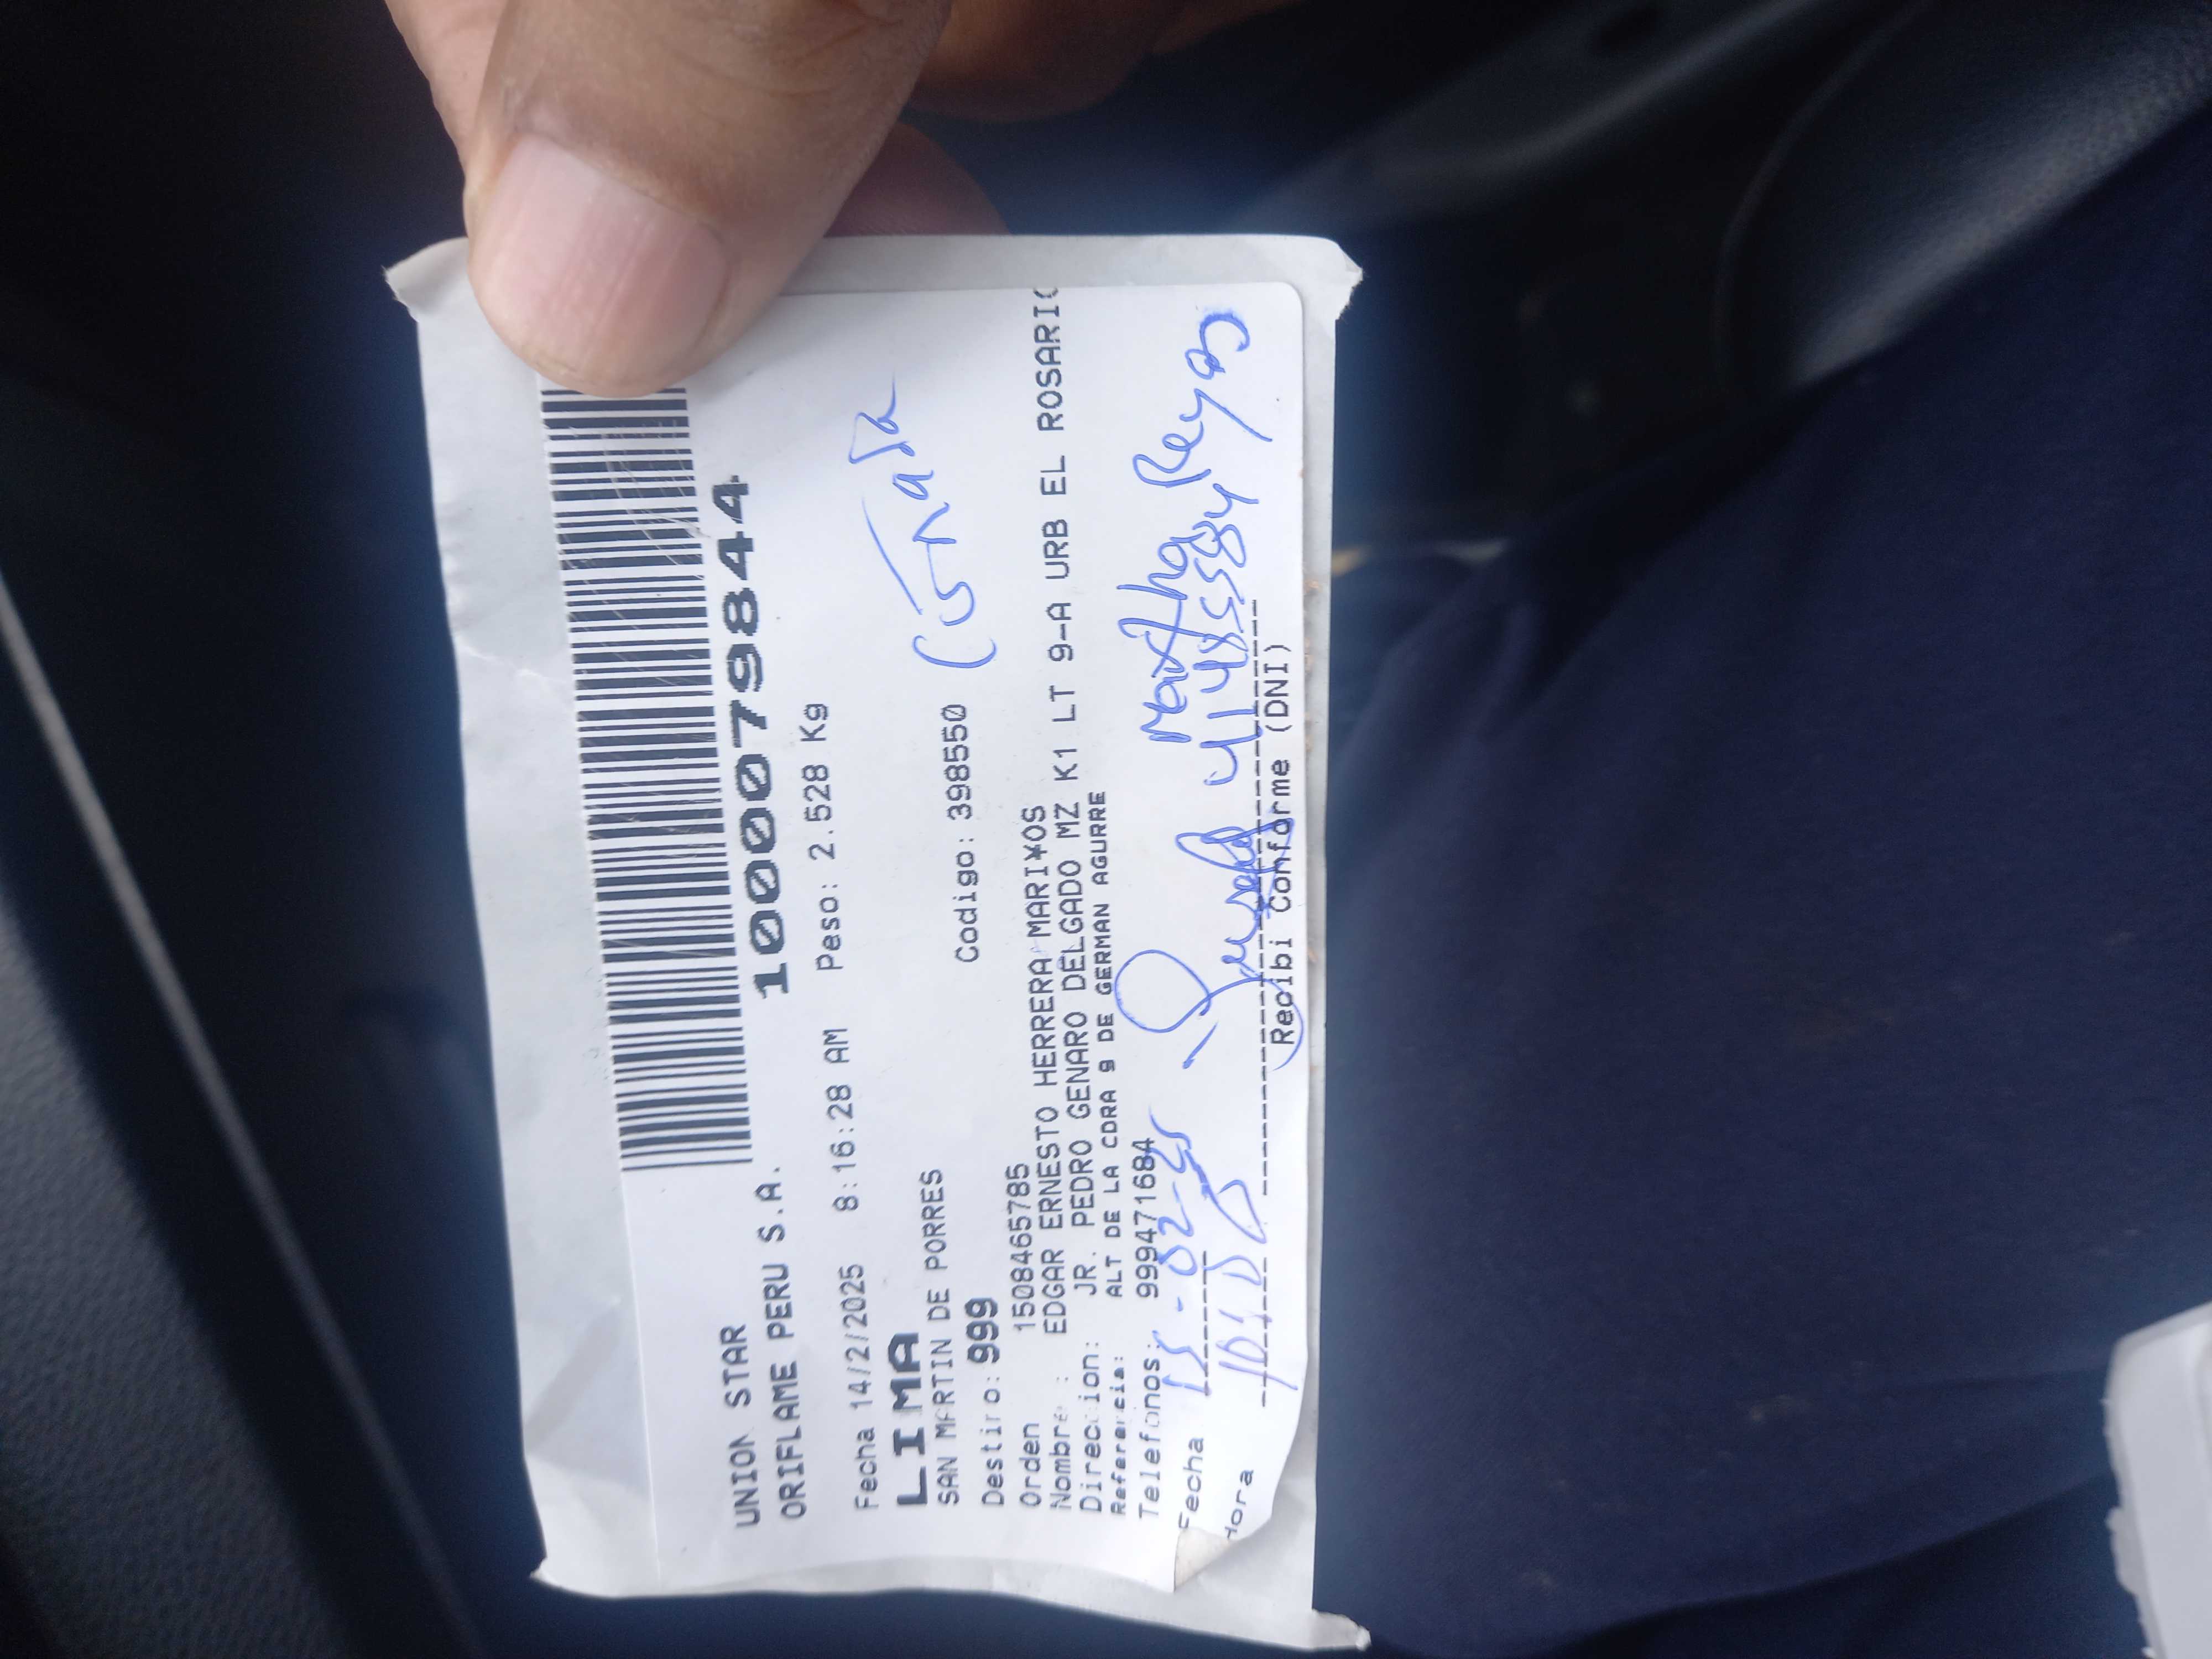 UNION STAR
ORIFLAME PERU S.A.
1000079844
Fecha 14/2/2025 8:16:28 AM Peso: 2.528 Kg
LIMA
SAN MARTIN DE PORRES
Destino: 999 Codigo: 398550
Orden 1508465785
Nombre : EDGAR ERNESTO HERRERA MARI¥OS
Direccion: JR. PEDRO GENARO DELGADO MZ K1 LT 9-A URB EL ROSARIO
Referencia: ALT DE LA CDRA 9 DE GERMAN AGURRE
Telefonos: 999471684
Martha Reyes
Fecha 15-02-25
41485584
Hora
Recibi Conforme (DNI)